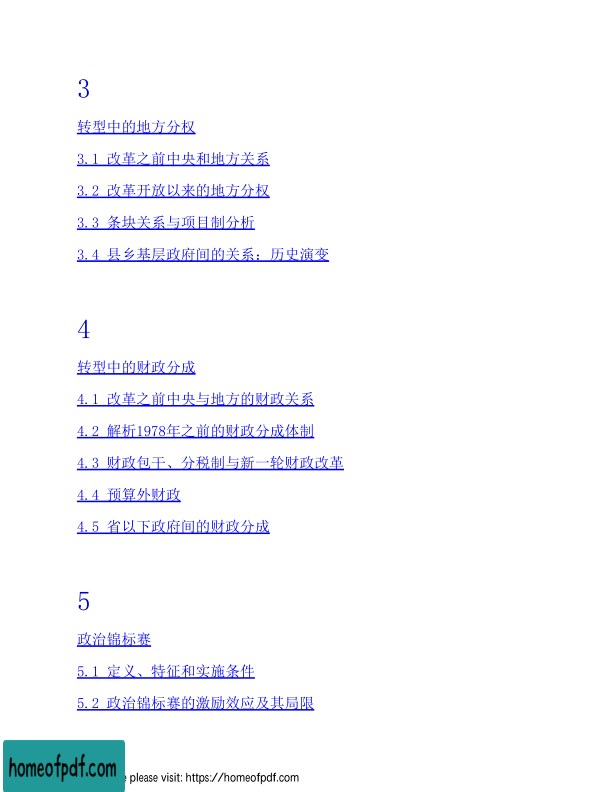 3
转型中的地方分权
3.1 改革之前中央和地方关系
3.2 改革开放以来的地方分权
3.3 条块关系与项目制分析
3.4 县乡基层政府间的关系：历史演变
4
转型中的财政分成
4.1 改革之前中央与地方的财政关系
4.2 解析1978年之前的财政分成体制
4.3 财政包干、分税制与新一轮财政改革
4.4 预算外财政
4.5 省以下政府间的财政分成
5
政治锦标赛
5.1 定义、特征和实施条件
5.2 政治锦标赛的激励效应及其局限
homeofpdf.com
please visit: https://homeofpdf.com